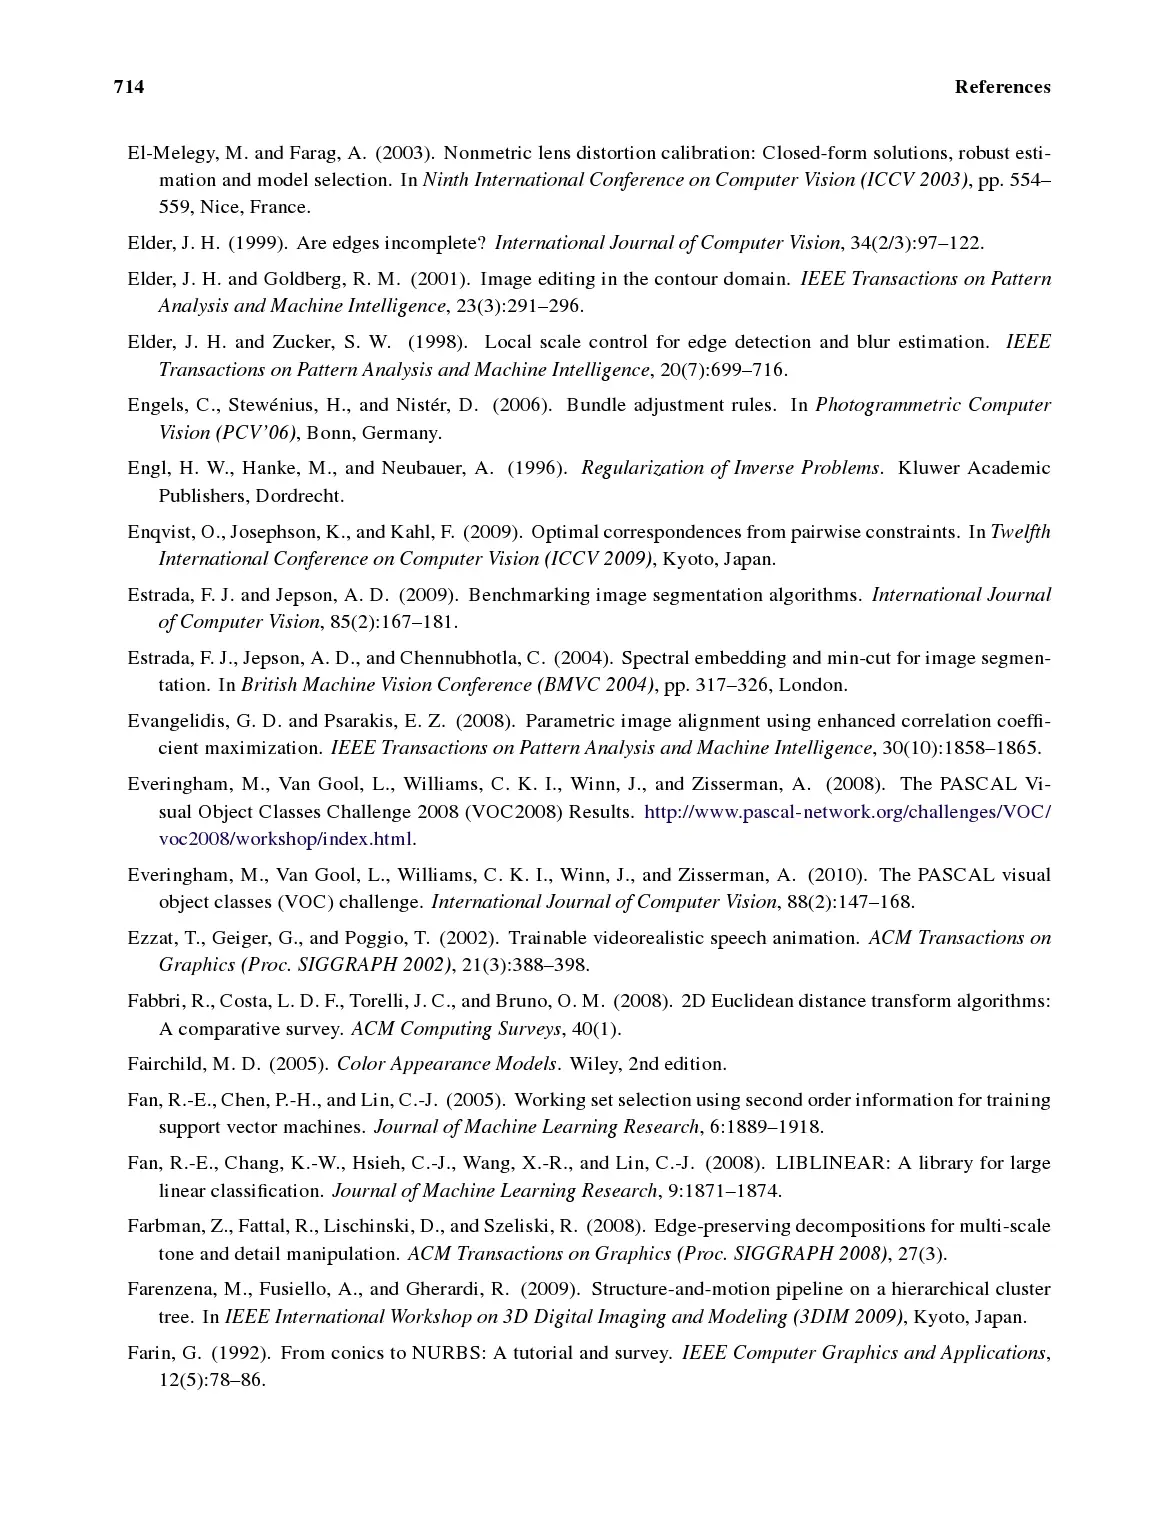 714 References
El-Melegy, M. and Farag, A. (2003). Nonmetric lens distortion calibration: Closed-form solutions, robust esti-
mation and model selection. In Ninth International Conference on Computer Vision (ICCV 2003), pp. 554–
559, Nice, France.
Elder, J. H. (1999). Are edges incomplete? International Journal of Computer Vision, 34(2/3):97–122.
Elder, J. H. and Goldberg, R. M. (2001). Image editing in the contour domain. IEEE Transactions on Pattern
Analysis and Machine Intelligence, 23(3):291–296.
Elder, J. H. and Zucker, S. W. (1998). Local scale control for edge detection and blur estimation. IEEE
Transactions on Pattern Analysis and Machine Intelligence, 20(7):699–716.
Engels, C., Stewénius, H., and Nistér, D. (2006). Bundle adjustment rules. In Photogrammetric Computer
Vision (PCV'06), Bonn, Germany.
Engl, H. W., Hanke, M., and Neubauer, A. (1996). Regularization of Inverse Problems. Kluwer Academic
Publishers, Dordrecht.
Enqvist, O., Josephson, K., and Kahl, F. (2009). Optimal correspondences from pairwise constraints. In Twelfth
International Conference on Computer Vision (ICCV 2009), Kyoto, Japan.
Estrada, F. J. and Jepson, A. D. (2009). Benchmarking image segmentation algorithms. International Journal
of Computer Vision, 85(2):167–181.
Estrada, F. J., Jepson, A. D., and Chennubhotla, C. (2004). Spectral embedding and min-cut for image segmen-
tation. In British Machine Vision Conference (BMVC 2004), pp. 317–326, London.
Evangelidis, G. D. and Psarakis, E. Z. (2008). Parametric image alignment using enhanced correlation coeffi-
cient maximization. IEEE Transactions on Pattern Analysis and Machine Intelligence, 30(10):1858–1865.
Everingham, M., Van Gool, L., Williams, C. K. I., Winn, J., and Zisserman, A. (2008). The PASCAL Vi-
sual Object Classes Challenge 2008 (VOC2008) Results. http://www.pascal-network.org/challenges/VOC/
voc2008/workshop/index.html.
Everingham, M., Van Gool, L., Williams, C. K. I., Winn, J., and Zisserman, A. (2010). The PASCAL visual
object classes (VOC) challenge. International Journal of Computer Vision, 88(2):147–168.
Ezzat, T., Geiger, G., and Poggio, T. (2002). Trainable videorealistic speech animation. ACM Transactions on
Graphics (Proc. SIGGRAPH 2002), 21(3):388–398.
Fabbri, R., Costa, L. D. F., Torelli, J. C., and Bruno, O. M. (2008). 2D Euclidean distance transform algorithms:
A comparative survey. ACM Computing Surveys, 40(1).
Fairchild, M. D. (2005). Color Appearance Models. Wiley, 2nd edition.
Fan, R.-E., Chen, P.-H., and Lin, C.-J. (2005). Working set selection using second order information for training
support vector machines. Journal of Machine Learning Research, 6:1889–1918.
Fan, R.-E., Chang, K.-W., Hsieh, C.-J., Wang, X.-R., and Lin, C.-J. (2008). LIBLINEAR: A library for large
linear classification. Journal of Machine Learning Research, 9:1871–1874.
Farbman, Z., Fattal, R., Lischinski, D., and Szeliski, R. (2008). Edge-preserving decompositions for multi-scale
tone and detail manipulation. ACM Transactions on Graphics (Proc. SIGGRAPH 2008), 27(3).
Farenzena, M., Fusiello, A., and Gherardi, R. (2009). Structure-and-motion pipeline on a hierarchical cluster
tree. In IEEE International Workshop on 3D Digital Imaging and Modeling (3DIM 2009), Kyoto, Japan.
Farin, G. (1992). From conics to NURBS: A tutorial and survey. IEEE Computer Graphics and Applications,
12(5):78–86.